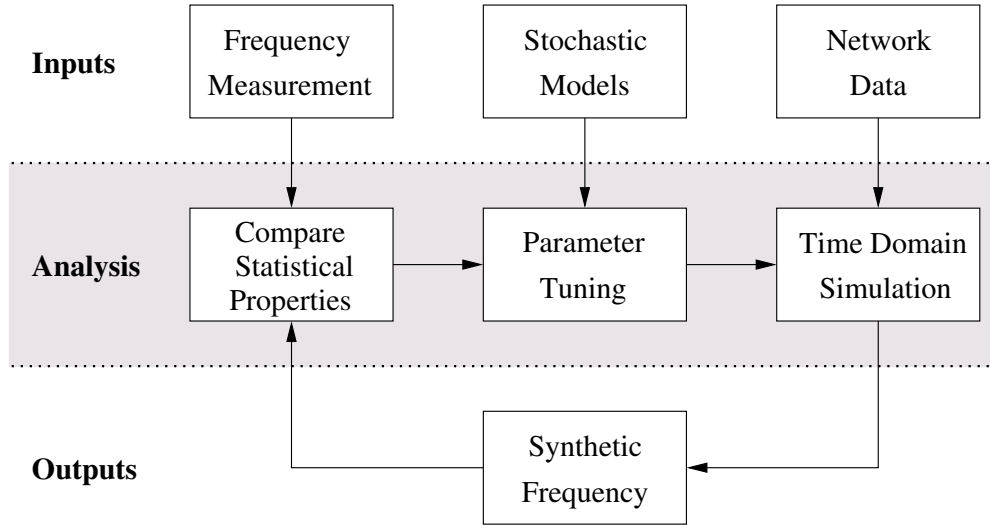 Inputs
Frequency
Measurement
Stochastic
Models
Network
Data
Analysis
Compare
Statistical
Properties
Parameter
Tuning
Time Domain
Simulation
Outputs
Synthetic
Frequency